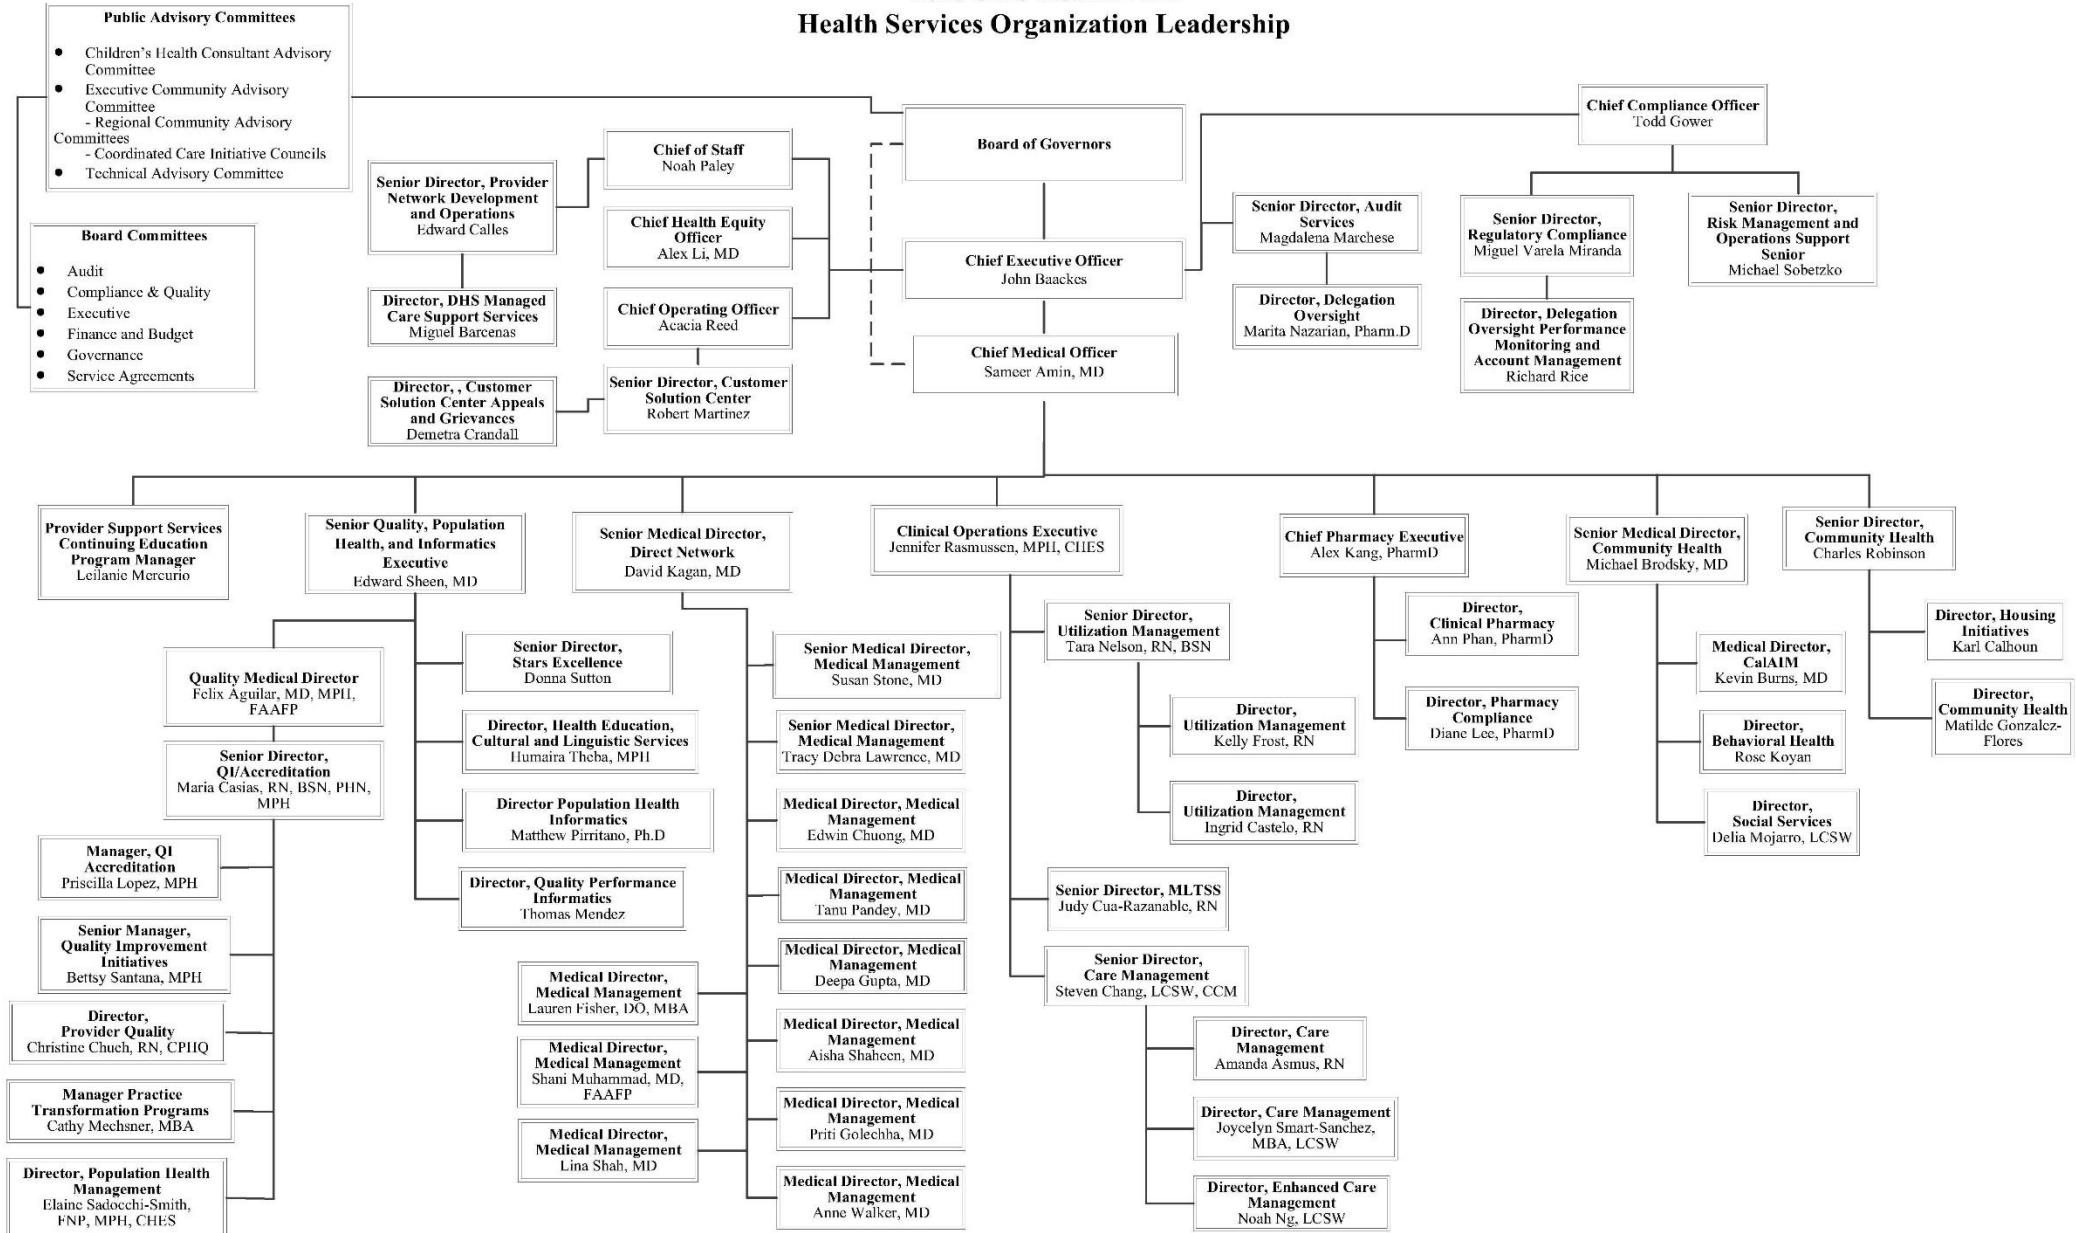 Health Services Organization Leadership
Public Advisory Committees
● Children's Health Consultant Advisory
Committee
● Executive Community Advisory
Committee
- Regional Community Advisory
Committees
- Coordinated Care Initiative Councils
● Technical Advisory Committee
Board Committees
● Audit
● Compliance & Quality
● Executive
● Finance and Budget
● Governance
● Service Agreements
Board of Governors
Chief Executive Officer
John Baackes
Chief Medical Officer
Sameer Amin, MD
Chief of Staff
Noah Paley
Chief Health Equity
Officer
Alex Li, MD
Chief Operating Officer
Acacia Reed
Senior Director, Customer
Solution Center
Robert Martinez
Senior Director, Provider
Network Development
and Operations
Edward Calles
Director, DHS Managed
Care Support Services
Miguel Barcenas
Director, , Customer
Solution Center Appeals
and Grievances
Demetra Crandall
Chief Compliance Officer
Todd Gower
Senior Director, Audit
Services
Magdalena Marchese
Director, Delegation
Oversight
Marita Nazarian, Pharm.D
Senior Director,
Regulatory Compliance
Miguel Varela Miranda
Director, Delegation
Oversight Performance
Monitoring and
Account Management
Richard Rice
Senior Director,
Risk Management and
Operations Support
Senior
Michael Sobetzko
Provider Support Services
Continuing Education
Program Manager
Leilanie Mercurio
Senior Quality, Population
Health, and Informatics
Executive
Edward Sheen, MD
Quality Medical Director
Felix Aguilar, MD, MPH,
FAAFP
Senior Director,
QI/Accreditation
Maria Casias, RN, BSN, PHN,
MPH
Manager, QI
Accreditation
Priscilla Lopez, MPH
Senior Manager,
Quality Improvement
Initiatives
Bettsy Santana, MPH
Director,
Provider Quality
Christine Chueh, RN, CPHQ
Manager Practice
Transformation Programs
Cathy Mechsner, MBA
Director, Population Health
Management
Elaine Sadocchi-Smith,
FNP, MPH, CHES
Senior Director,
Stars Excellence
Donna Sutton
Director, Health Education,
Cultural and Linguistic Services
Humaira Theba, MPH
Director Population Health
Informatics
Matthew Pirritano, Ph.D
Director, Quality Performance
Informatics
Thomas Mendez
Senior Medical Director,
Direct Network
David Kagan, MD
Senior Medical Director,
Medical Management
Susan Stone, MD
Senior Medical Director,
Medical Management
Tracy Debra Lawrence, MD
Medical Director, Medical
Management
Edwin Chuong, MD
Medical Director, Medical
Management
Tanu Pandey, MD
Medical Director, Medical
Management
Deepa Gupta, MD
Medical Director, Medical
Management
Aisha Shaheen, MD
Medical Director, Medical
Management
Priti Golechha, MD
Medical Director, Medical
Management
Anne Walker, MD
Medical Director,
Medical Management
Lauren Fisher, DO, MBA
Medical Director,
Medical Management
Shani Muhammad, MD,
FAAFP
Medical Director,
Medical Management
Lina Shah, MD
Clinical Operations Executive
Jennifer Rasmussen, MPH, CHES
Senior Director,
Utilization Management
Tara Nelson, RN, BSN
Director,
Utilization Management
Kelly Frost, RN
Director,
Utilization Management
Ingrid Castelo, RN
Senior Director, MLTSS
Judy Cua-Razanable, RN
Senior Director,
Care Management
Steven Chang, LCSW, CCM
Director, Care
Management
Amanda Asmus, RN
Director, Care Management
Joycelyn Smart-Sanchez,
MBA, LCSW
Director, Enhanced Care
Management
Noah Ng, LCSW
Chief Pharmacy Executive
Alex Kang, PharmD
Director,
Clinical Pharmacy
Ann Phan, PharmD
Director, Pharmacy
Compliance
Diane Lee, PharmD
Senior Medical Director,
Community Health
Michael Brodsky, MD
Medical Director,
CalAIM
Kevin Burns, MD
Director,
Behavioral Health
Rose Koyan
Director,
Social Services
Delia Mojarro, LCSW
Senior Director,
Community Health
Charles Robinson
Director, Housing
Initiatives
Karl Calhoun
Director,
Community Health
Matilde Gonzalez-
Flores